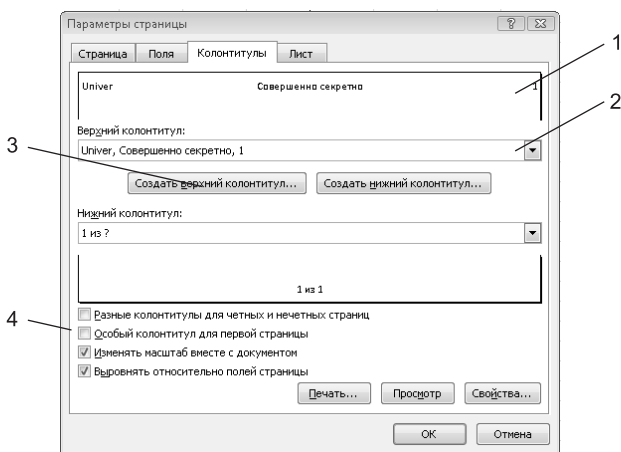 Параметры страницы
Страница Поля Колонтитулы Лист
1
Univer Совершенно секретно 1
2
Верхний колонтитул:
3
Univer, Совершенно секретно, 1
Создать верхний колонтитул... Создать нижний колонтитул...
Нижний колонтитул:
1 из ?
1 из 1
Разные колонтитулы для четных и нечетных страниц
4
Особый колонтитул для первой страницы
Изменять масштаб вместе с документом
Выровнять относительно полей страницы
Печать... Просмотр Свойства...
ОК Отмена